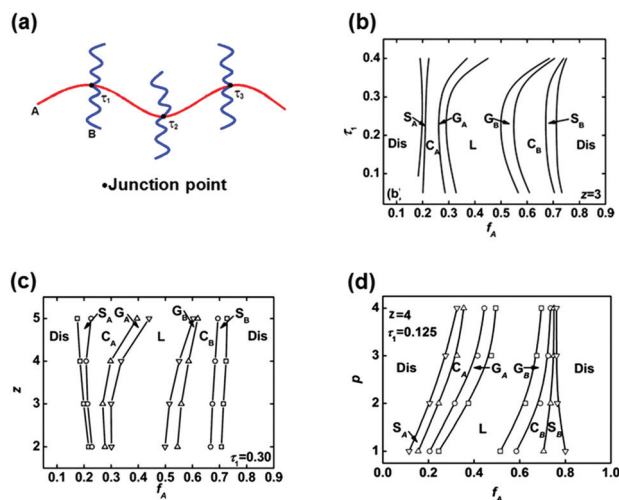 (a)
A
B
τ1
τ2
τ3
•Junction point
(b)
τ1
0.4
0.3
0.2
0.1
0.0
SA
GA
GB
SB
Dis
CA
L
CB
Dis
(b)
z=3
0.1 0.2 0.3 0.4 0.5 0.6 0.7 0.8 0.9
fA
(c)
z
5
4
3
2
Dis
SA
GA
CA
L
GB
CB
SB
Dis
τ1=0.30
0.1 0.2 0.3 0.4 0.5 0.6 0.7 0.8 0.9
fA
(d)
p
4
3
2
1
z=4
τ1=0.125
Dis
CA
GA
GB
Dis
SA
L
CB
SB
0.0 0.2 0.4 0.6 0.8 1.0
fA